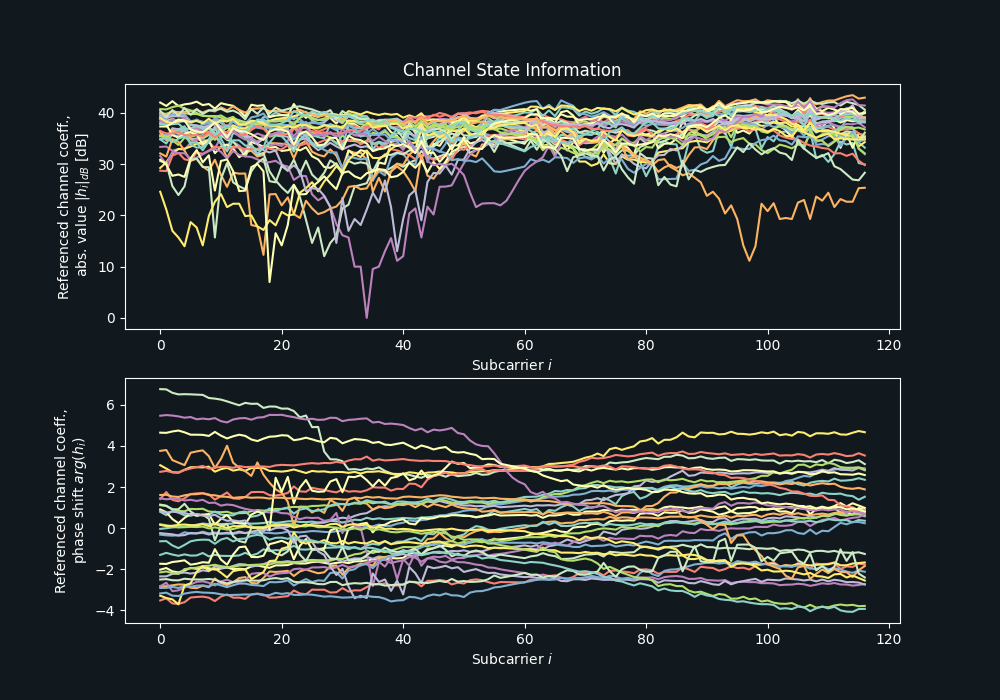 Channel State Information
Referenced channel coeff.,
abs. value |h_i|_{dB} [dB]
40
30
20
10
0
0 20 40 60 80 100 120
Subcarrier i
Referenced channel coeff.,
phase shift arg(h_i)
6
4
2
0
−2
−4
0 20 40 60 80 100 120
Subcarrier i